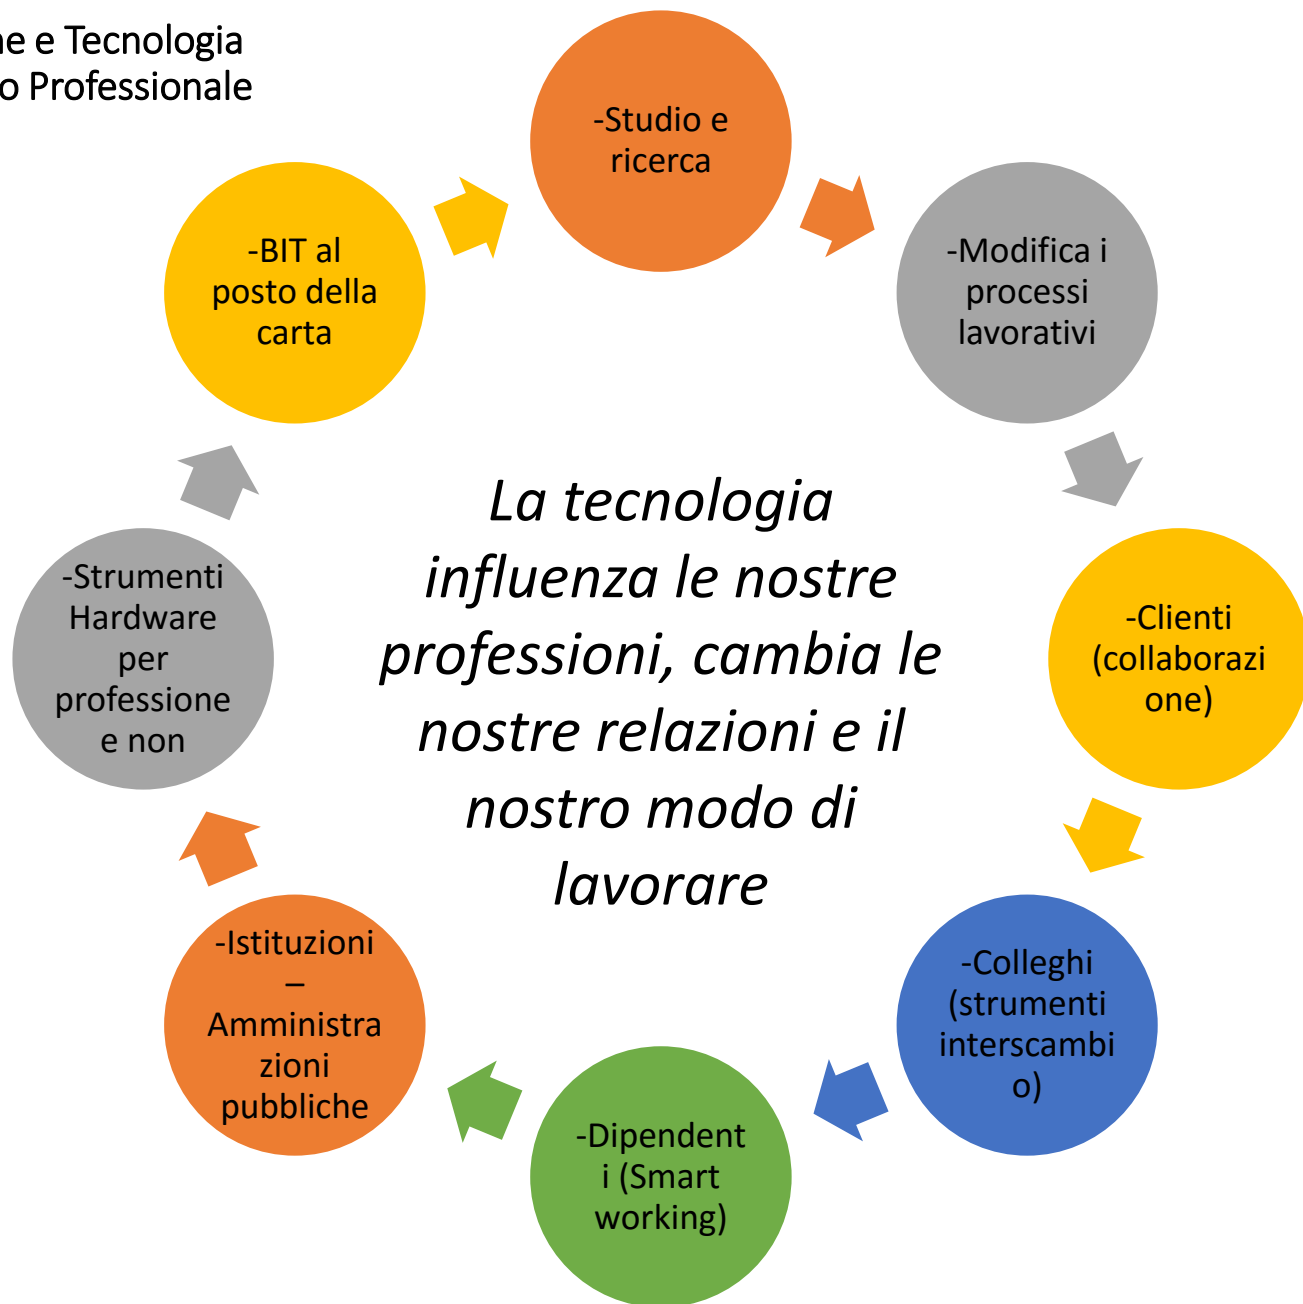 ne e Tecnologia
o Professionale
-Studio e
ricerca
-Modifica i
processi
lavorativi
-Clienti
(collaborazi
one)
-Colleghi
(strumenti
interscambi
o)
-Dipendent
i (Smart
working)
-Istituzioni
–
Amministra
zioni
pubbliche
-Strumenti
Hardware
per
professione
e non
-BIT al
posto della
carta
La tecnologia
influenza le nostre
professioni, cambia le
nostre relazioni e il
nostro modo di
lavorare